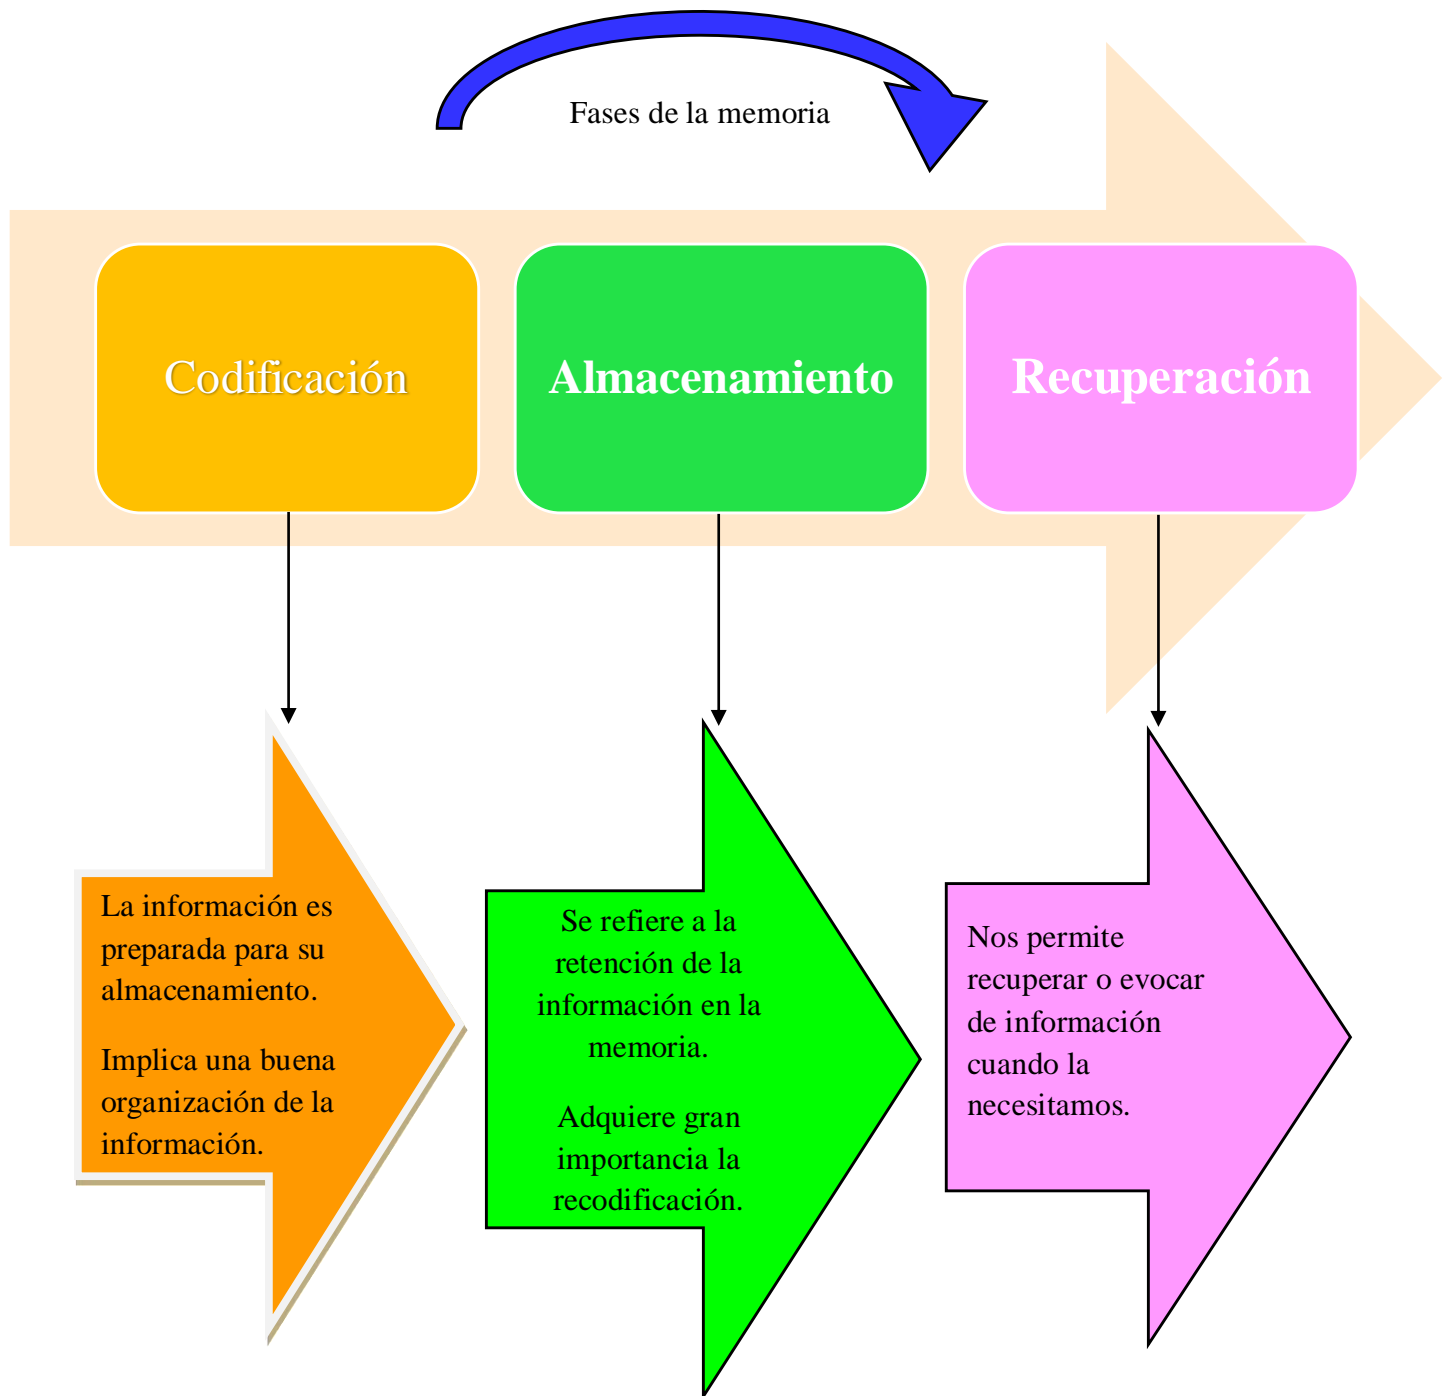 Fases de la memoria
Codificación
Almacenamiento
Recuperación
La información es
preparada para su
almacenamiento.
Implica una buena
organización de la
información.
Se refiere a la
retención de la
información en la
memoria.
Adquiere gran
importancia la
recodificación.
Nos permite
recuperar o evocar
de información
cuando la
necesitamos.